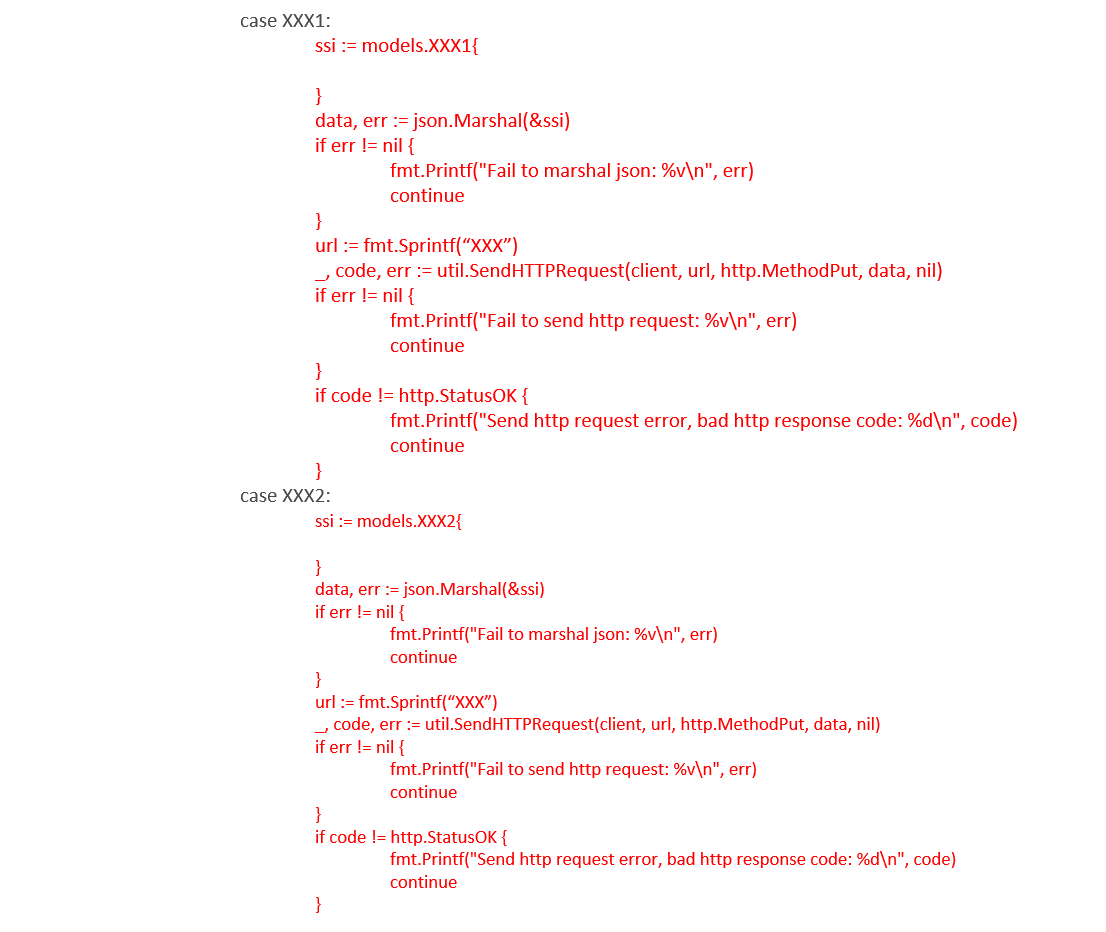 case XXX1:
ssi := models.XXX1{
}
data, err := json.Marshal(&ssi)
if err != nil {
fmt.Printf("Fail to marshal json: %v\n", err)
continue
}
url := fmt.Sprintf(“XXX”)
_, code, err := util.SendHTTPRequest(client, url, http.MethodPut, data, nil)
if err != nil {
fmt.Printf("Fail to send http request: %v\n", err)
continue
}
if code != http.StatusOK {
fmt.Printf("Send http request error, bad http response code: %d\n", code)
continue
}
case XXX2:
ssi := models.XXX2{
}
data, err := json.Marshal(&ssi)
if err != nil {
fmt.Printf("Fail to marshal json: %v\n", err)
continue
}
url := fmt.Sprintf(“XXX”)
_, code, err := util.SendHTTPRequest(client, url, http.MethodPut, data, nil)
if err != nil {
fmt.Printf("Fail to send http request: %v\n", err)
continue
}
if code != http.StatusOK {
fmt.Printf("Send http request error, bad http response code: %d\n", code)
continue
}